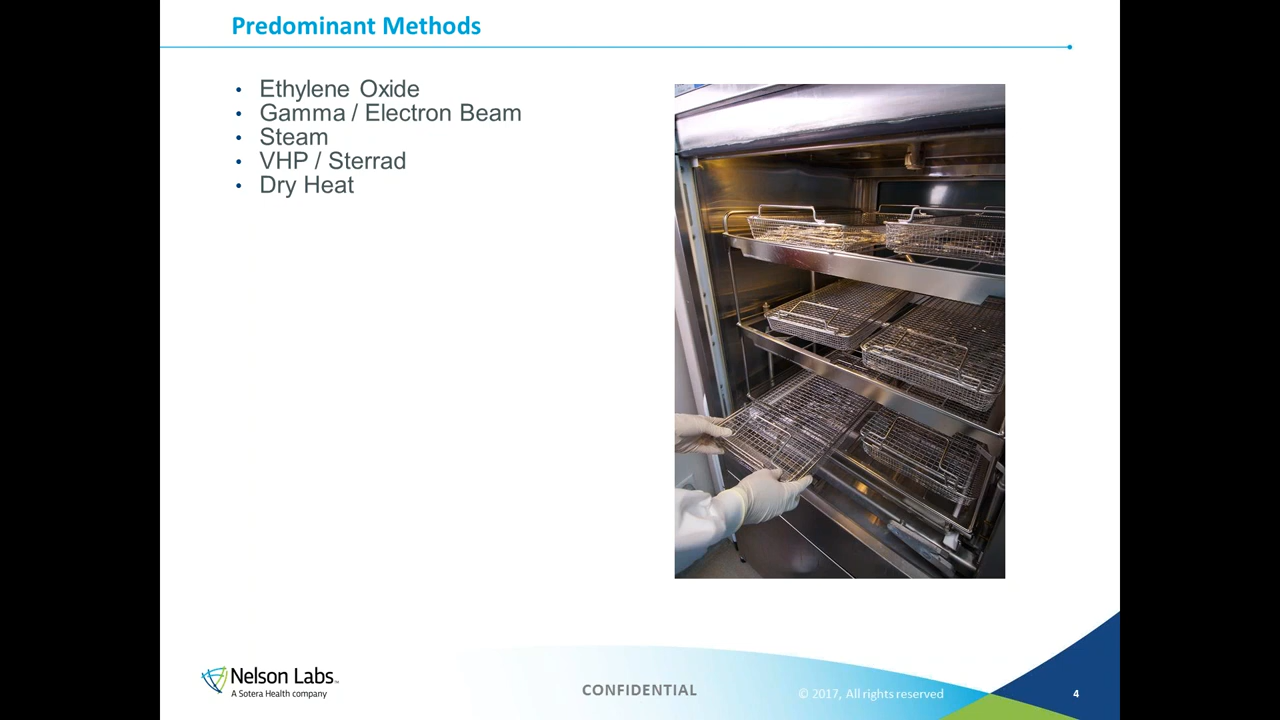 Predominant Methods
• Ethylene Oxide
• Gamma / Electron Beam
• Steam
• VHP / Sterrad
• Dry Heat
Nelson Labs™
A Sotera Health company
CONFIDENTIAL
© 2017, All rights reserved
4